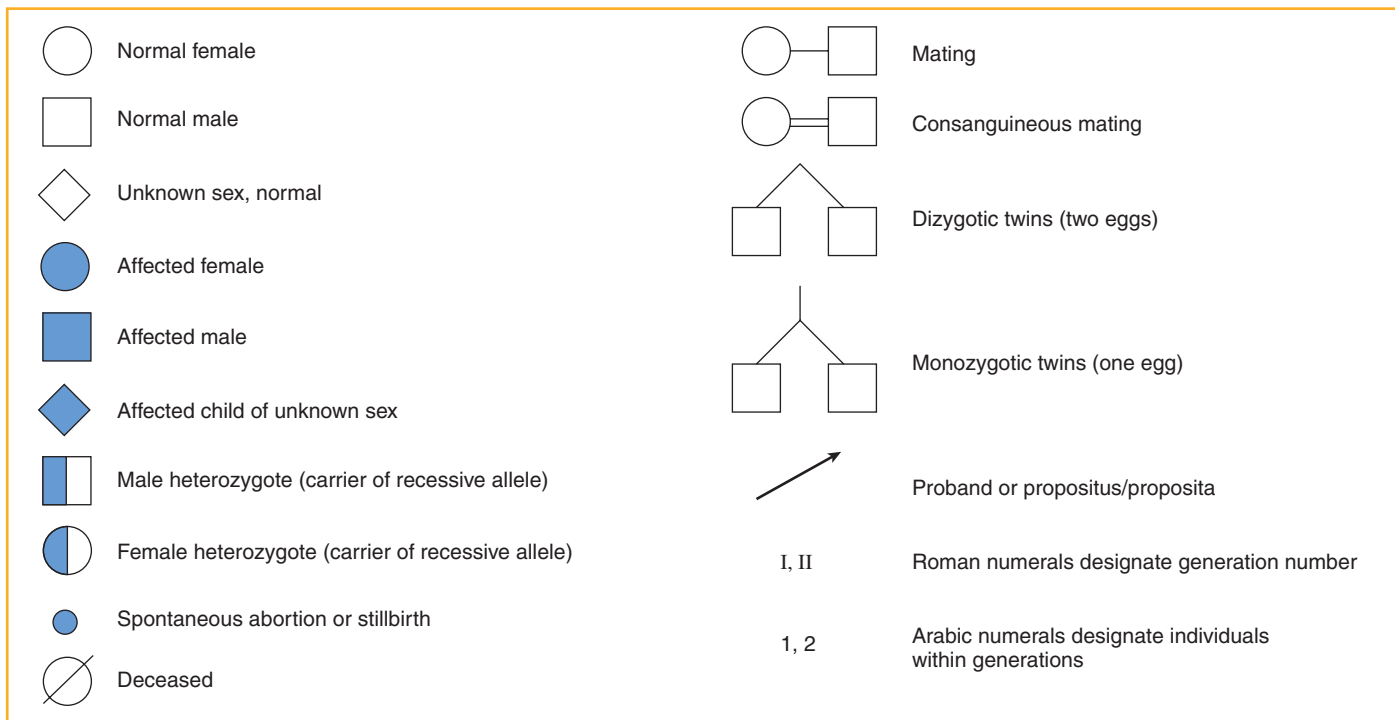 Normal female
Normal male
Unknown sex, normal
Affected female
Affected male
Affected child of unknown sex
Male heterozygote (carrier of recessive allele)
Female heterozygote (carrier of recessive allele)
Spontaneous abortion or stillbirth
Deceased
Mating
Consanguineous mating
Dizygotic twins (two eggs)
Monozygotic twins (one egg)
Proband or propositus/proposita
I, II Roman numerals designate generation number
1, 2 Arabic numerals designate individuals
within generations